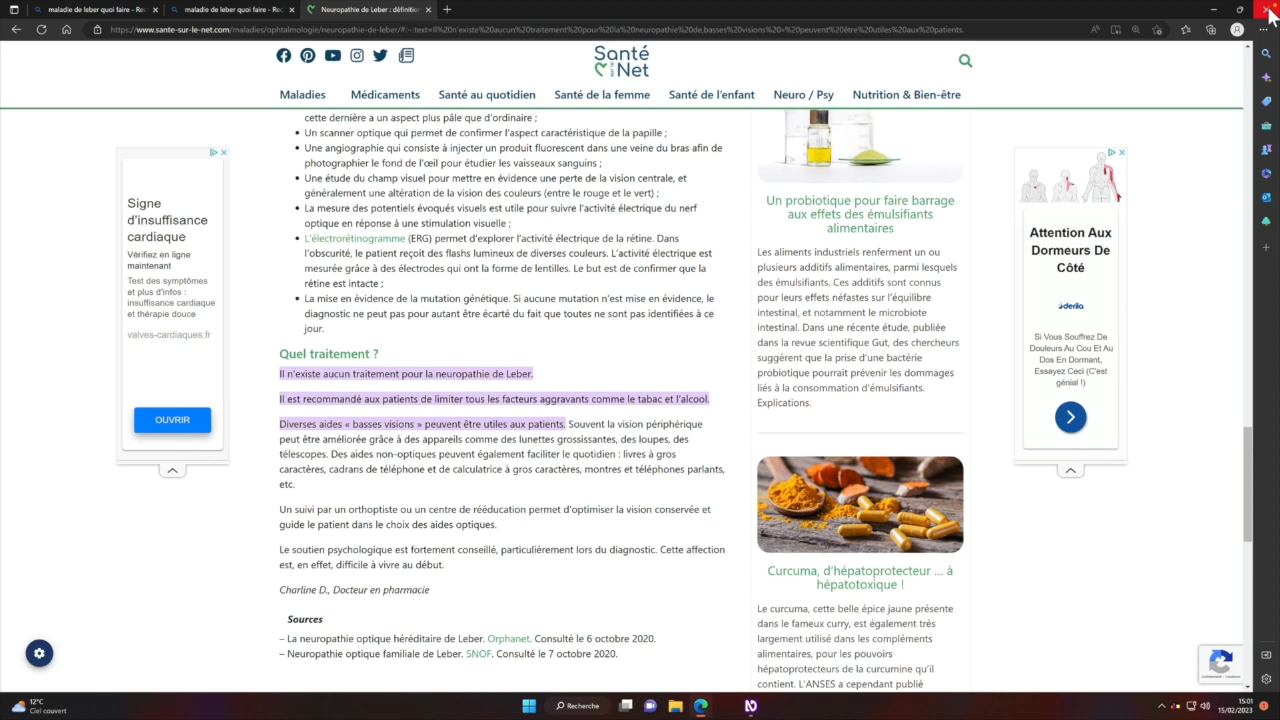 maladie de leber quoi faire - Rec
maladie de leber quoi faire - Rec
Neuropathie de Leber : définition
https://www.sante-sur-le-net.com/maladies/ophtalmologie/neuropathie-de-leber/#:~:text=Il%20n'existe%20aucun%20traitement%20pour%20la%20neuropathie%20de,basses%20visions%20»%20peuvent%20être%20utiles%20aux%20patients.
Santé
Net
Maladies Médicaments Santé au quotidien Santé de la femme Santé de l'enfant Neuro / Psy Nutrition & Bien-être
cette dernière a un aspect plus pâle que d'ordinaire ;
• Un scanner optique qui permet de confirmer l'aspect caractéristique de la papille ;
• Une angiographie qui consiste à injecter un produit fluorescent dans une veine du bras afin de
photographier le fond de l'œil pour étudier les vaisseaux sanguins ;
• Une étude du champ visuel pour mettre en évidence une perte de la vision centrale, et
généralement une altération de la vision des couleurs (entre le rouge et le vert) ;
• La mesure des potentiels évoqués visuels est utile pour suivre l'activité électrique du nerf
optique en réponse à une stimulation visuelle ;
• L'électrorétinogramme (ERG) permet d'explorer l'activité électrique de la rétine. Dans
l'obscurité, le patient reçoit des flashs lumineux de diverses couleurs. L'activité électrique est
mesurée grâce à des électrodes qui ont la forme de lentilles. Le but est de confirmer que la
rétine est intacte ;
• La mise en évidence de la mutation génétique. Si aucune mutation n'est mise en évidence, le
diagnostic ne peut pas pour autant être écarté du fait que toutes ne sont pas identifiées à ce
jour.
Quel traitement ?
Il n'existe aucun traitement pour la neuropathie de Leber.
Il est recommandé aux patients de limiter tous les facteurs aggravants comme le tabac et l'alcool.
Diverses aides « basses visions » peuvent être utiles aux patients. Souvent la vision périphérique
peut être améliorée grâce à des appareils comme des lunettes grossissantes, des loupes, des
télescopes. Des aides non-optiques peuvent également faciliter le quotidien : livres à gros
caractères, cadrans de téléphone et de calculatrice à gros caractères, montres et téléphones parlants,
etc.
Un suivi par un orthoptiste ou un centre de rééducation permet d'optimiser la vision conservée et
guide le patient dans le choix des aides optiques.
Le soutien psychologique est fortement conseillé, particulièrement lors du diagnostic. Cette affection
est, en effet, difficile à vivre au début.
Charline D., Docteur en pharmacie
Sources
– La neuropathie optique héréditaire de Leber. Orphanet. Consulté le 6 octobre 2020.
– Neuropathie optique familiale de Leber. SNOF. Consulté le 7 octobre 2020.
Signe
d'insuffisance
cardiaque
Vérifiez en ligne
maintenant
Test des symptômes
et plus d'infos :
insuffisance cardiaque
et thérapie douce
valves-cardiaques.fr
OUVRIR
Un probiotique pour faire barrage
aux effets des émulsifiants
alimentaires
Les aliments industriels renferment un ou
plusieurs additifs alimentaires, parmi lesquels
des émulsifiants. Ces additifs sont connus
pour leurs effets néfastes sur l'équilibre
intestinal, et notamment le microbiote
intestinal. Dans une récente étude, publiée
dans la revue scientifique Gut, des chercheurs
suggèrent que la prise d'une bactérie
probiotique pourrait prévenir les dommages
liés à la consommation d'émulsifiants.
Explications.
Curcuma, d'hépatoprotecteur … à
hépatotoxique !
Le curcuma, cette belle épice jaune présente
dans le fameux curry, est également très
largement utilisé dans les compléments
alimentaires, pour les pouvoirs
hépatoprotecteurs de la curcumine qu'il
contient. L'ANSES a cependant publié
Attention Aux
Dormeurs De
Côté
derila
Si Vous Souffrez De
Douleurs Au Cou Et Au
Dos En Dormant,
Essayez Ceci (C'est
génial !)
12°C
Ciel couvert
Recherche
15:01
15/02/2023